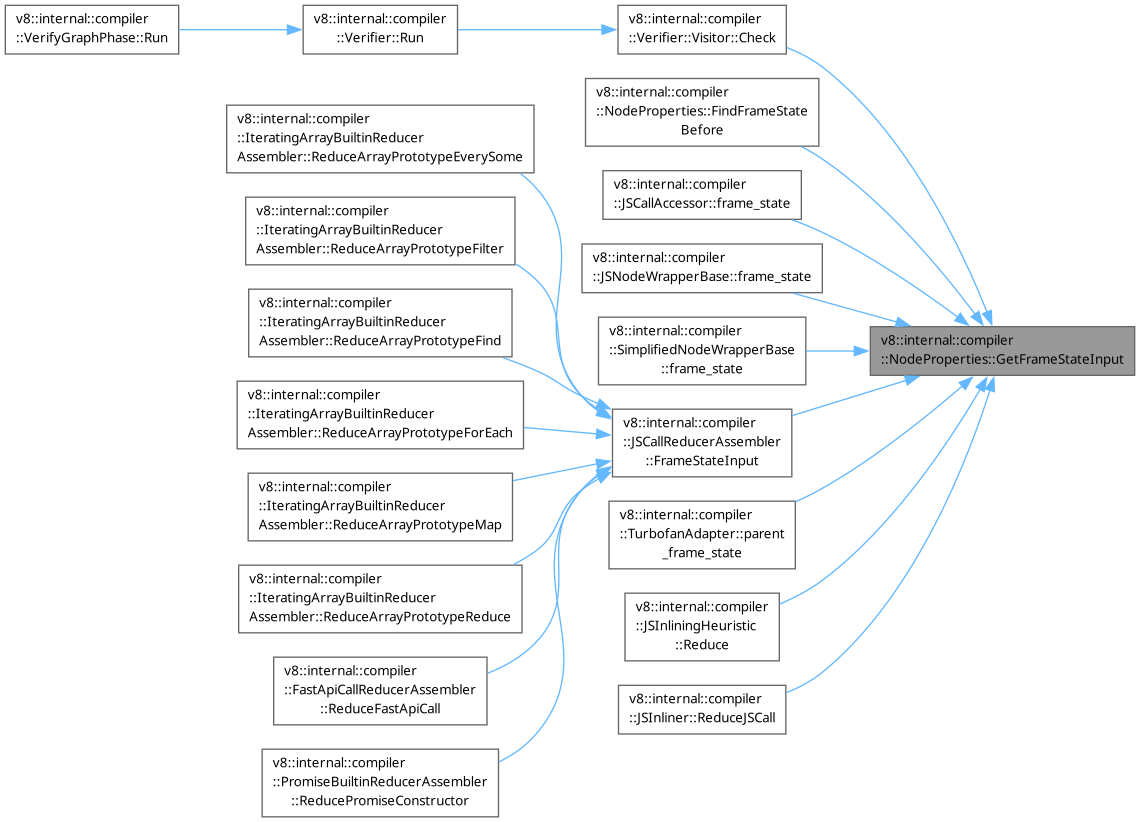 v8::internal::compiler
::VerifyGraphPhase::Run
v8::internal::compiler
::Verifier::Run
v8::internal::compiler
::Verifier::Visitor::Check
v8::internal::compiler
::NodeProperties::FindFrameState
Before
v8::internal::compiler
::IteratingArrayBuiltinReducer
Assembler::ReduceArrayPrototypeEverySome
v8::internal::compiler
::JSCallAccessor::frame_state
v8::internal::compiler
::IteratingArrayBuiltinReducer
Assembler::ReduceArrayPrototypeFilter
v8::internal::compiler
::JSNodeWrapperBase::frame_state
v8::internal::compiler
::IteratingArrayBuiltinReducer
Assembler::ReduceArrayPrototypeFind
v8::internal::compiler
::SimplifiedNodeWrapperBase
::frame_state
v8::internal::compiler
::NodeProperties::GetFrameStateInput
v8::internal::compiler
::IteratingArrayBuiltinReducer
Assembler::ReduceArrayPrototypeForEach
v8::internal::compiler
::JSCallReducerAssembler
::FrameStateInput
v8::internal::compiler
::IteratingArrayBuiltinReducer
Assembler::ReduceArrayPrototypeMap
v8::internal::compiler
::TurbofanAdapter::parent
_frame_state
v8::internal::compiler
::IteratingArrayBuiltinReducer
Assembler::ReduceArrayPrototypeReduce
v8::internal::compiler
::JSInliningHeuristic
::Reduce
v8::internal::compiler
::FastApiCallReducerAssembler
::ReduceFastApiCall
v8::internal::compiler
::JSInliner::ReduceJSCall
v8::internal::compiler
::PromiseBuiltinReducerAssembler
::ReducePromiseConstructor